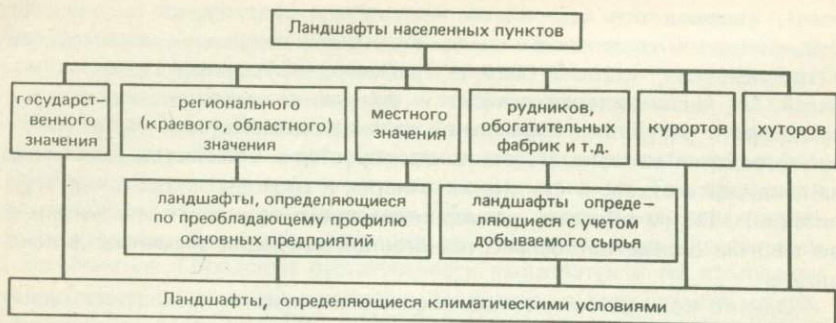 Ландшафты населенных пунктов
государст-
венного
значения
регионального
(краевого, областного)
значения
местного
значения
рудников,
обогатительных
фабрик и т.д.
курортов
хуторов
ландшафты, определяющиеся
по преобладающему профилю
основных предприятий
ландшафты опреде-
ляющиеся с учетом
добываемого сырья
Ландшафты, определяющиеся климатическими условиями